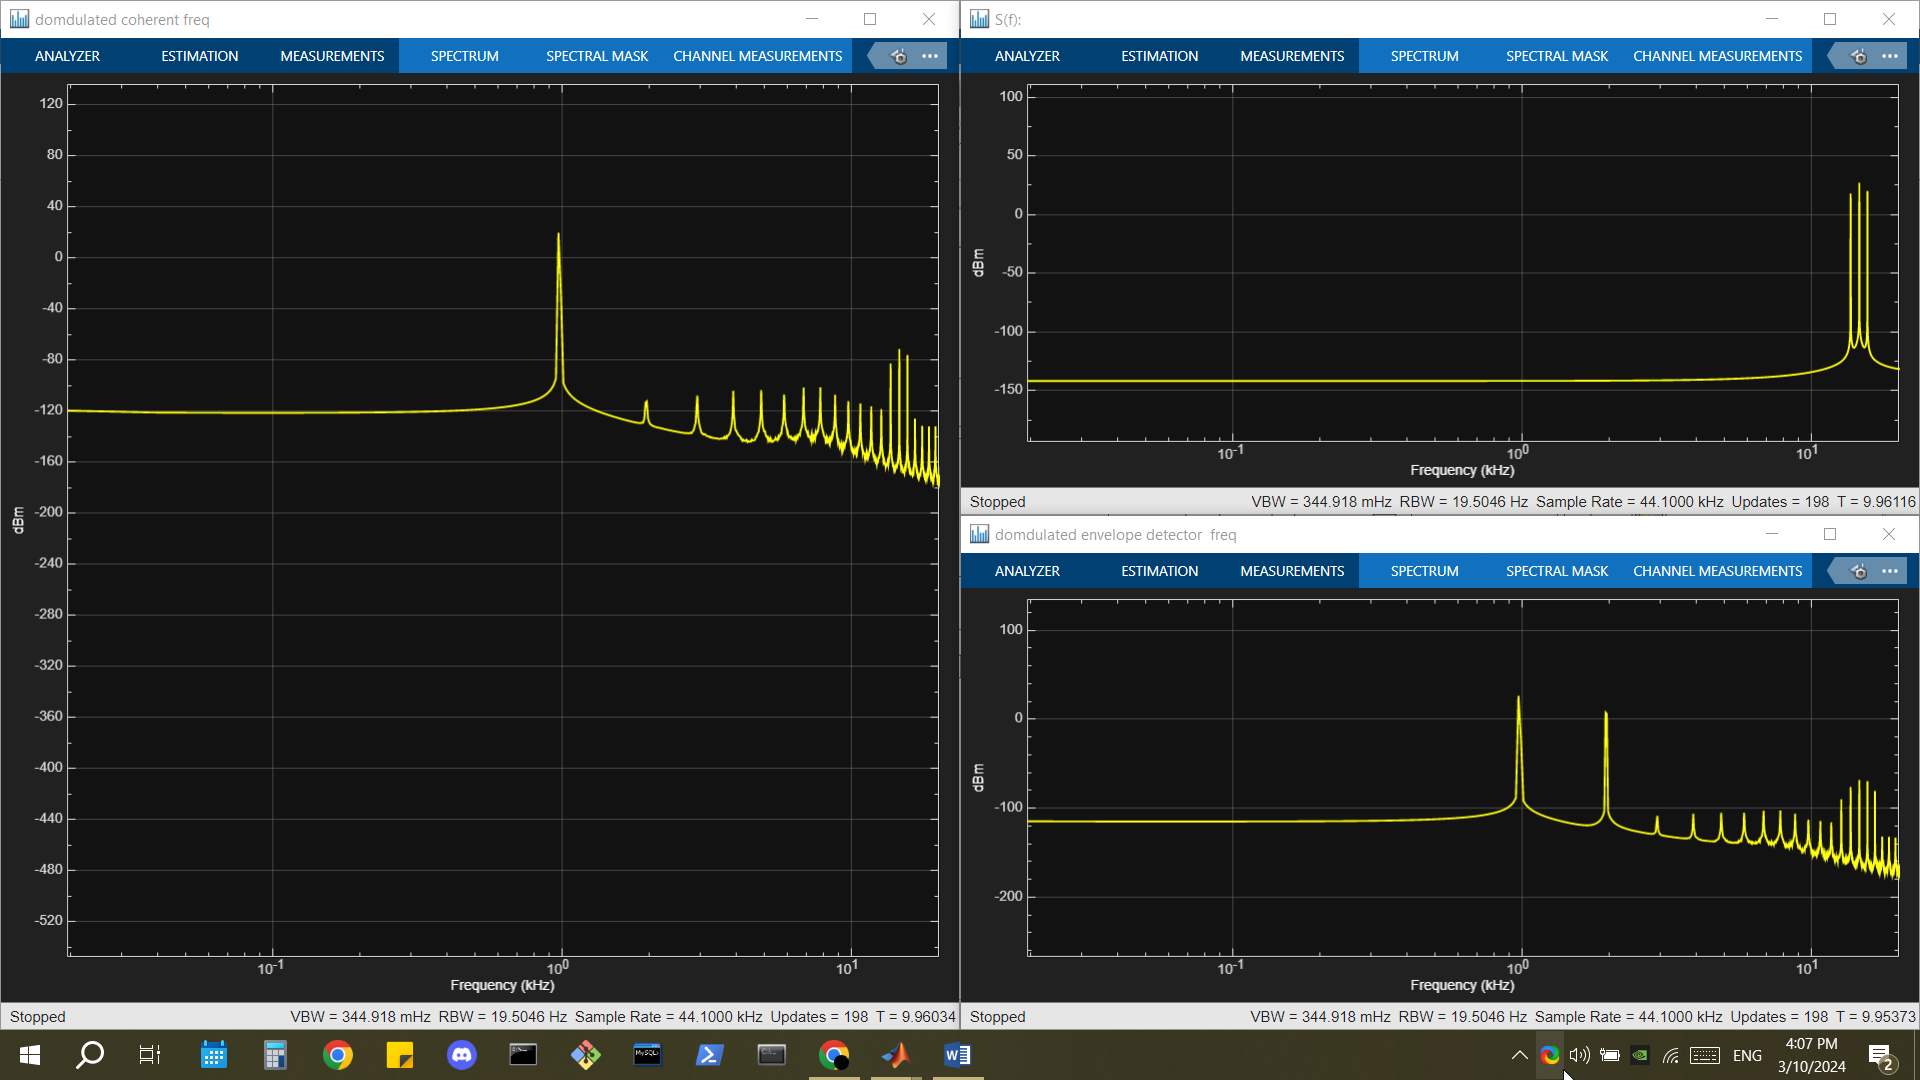 domdulated coherent freq
ANALYZER ESTIMATION MEASUREMENTS SPECTRUM SPECTRAL MASK CHANNEL MEASUREMENTS
120
80
40
0
-40
-80
-120
-160
-200
-240
-280
-320
-360
-400
-440
-480
-520
dBm
10-1 100 101
Frequency (kHz)
Stopped VBW = 344.918 mHz RBW = 19.5046 Hz Sample Rate = 44.1000 kHz Updates = 198 T = 9.96034
S(f):
ANALYZER ESTIMATION MEASUREMENTS SPECTRUM SPECTRAL MASK CHANNEL MEASUREMENTS
100
50
0
-50
-100
-150
dBm
10-1 100 101
Frequency (kHz)
Stopped VBW = 344.918 mHz RBW = 19.5046 Hz Sample Rate = 44.1000 kHz Updates = 198 T = 9.96116
domdulated envelope detector freq
ANALYZER ESTIMATION MEASUREMENTS SPECTRUM SPECTRAL MASK CHANNEL MEASUREMENTS
100
0
-100
-200
dBm
10-1 100 101
Frequency (kHz)
Stopped VBW = 344.918 mHz RBW = 19.5046 Hz Sample Rate = 44.1000 kHz Updates = 198 T = 9.95373
MySQL
ENG
4:07 PM
3/10/2024
2